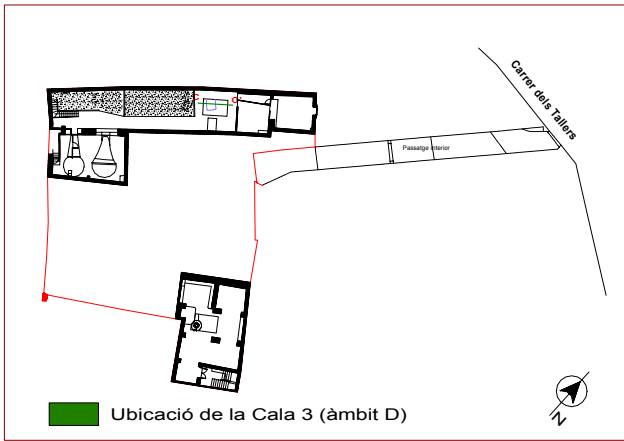 Carrer dels Tallers
Passatge interior
Ubicació de la Cala 3 (àmbit D)
N